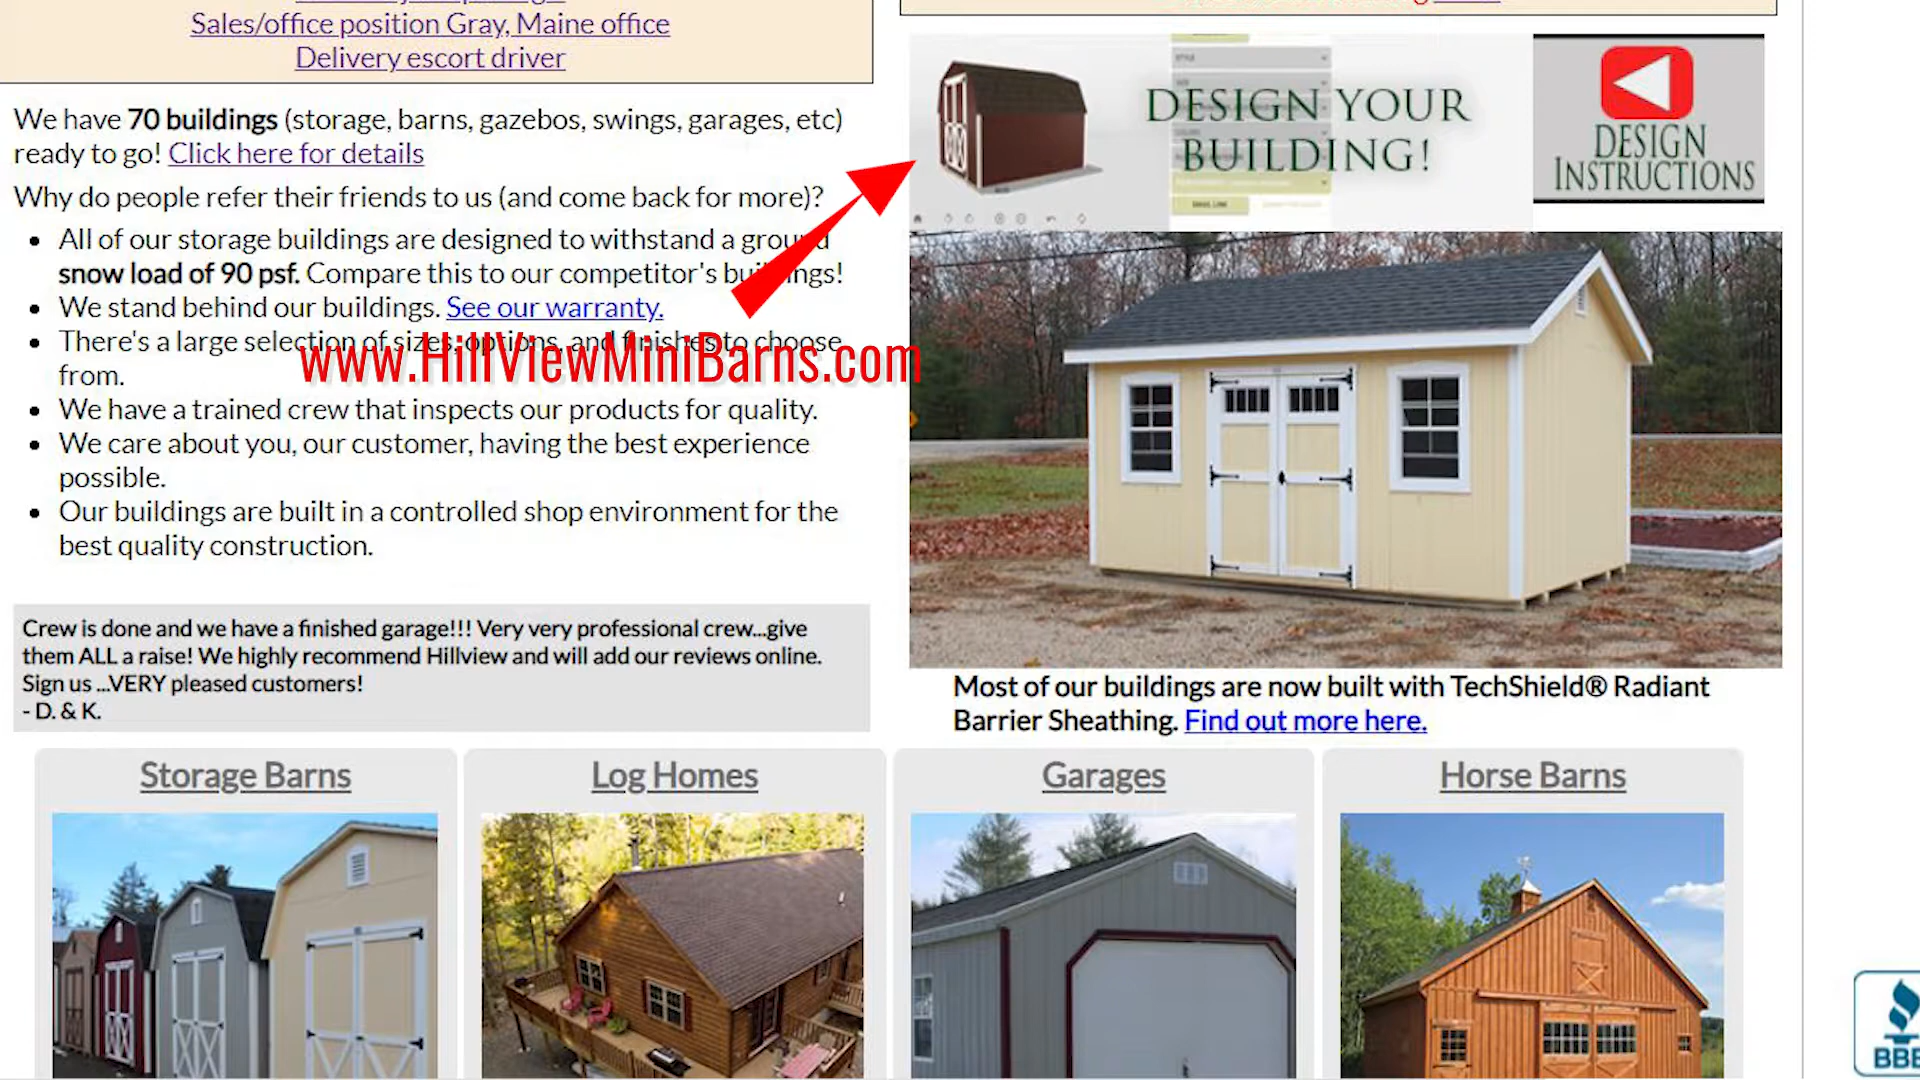 Sales/office position Gray, Maine office
Delivery escort driver
We have 70 buildings (storage, barns, gazebos, swings, garages, etc)
ready to go! Click here for details
Why do people refer their friends to us (and come back for more)?
All of our storage buildings are designed to withstand a ground
snow load of 90 psf. Compare this to our competitor's buildings!
We stand behind our buildings. See our warranty.
There's a large selection of sizes, options, and finishes to choose
from.
www.HillViewMiniBarns.com
We have a trained crew that inspects our products for quality.
We care about you, our customer, having the best experience
possible.
Our buildings are built in a controlled shop environment for the
best quality construction.
Crew is done and we have a finished garage!!! Very very professional crew...give
them ALL a raise! We highly recommend Hillview and will add our reviews online.
Sign us ...VERY pleased customers!
- D. & K.
DESIGN YOUR
BUILDING!
STYLE
EMAIL LINK
DESIGN
INSTRUCTIONS
Most of our buildings are now built with TechShield® Radiant
Barrier Sheathing. Find out more here.
Storage Barns
Log Homes
Garages
Horse Barns
BBB